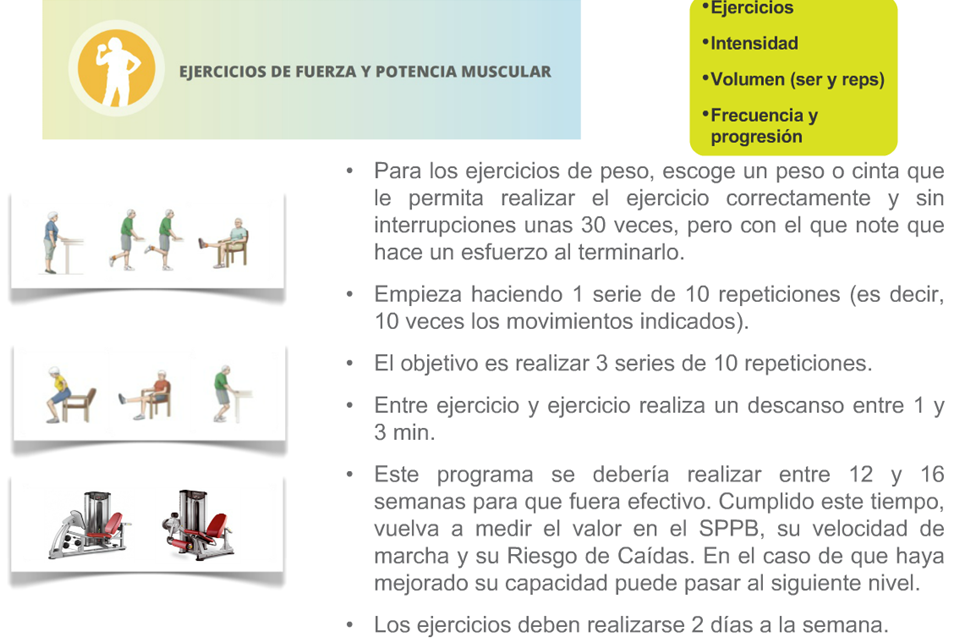 EJERCICIOS DE FUERZA Y POTENCIA MUSCULAR
•Ejercicios
•Intensidad
•Volumen (ser y reps)
•Frecuencia y
progresión
• Para los ejercicios de peso, escoge un peso o cinta que
le permita realizar el ejercicio correctamente y sin
interrupciones unas 30 veces, pero con el que note que
hace un esfuerzo al terminarlo.
• Empieza haciendo 1 serie de 10 repeticiones (es decir,
10 veces los movimientos indicados).
• El objetivo es realizar 3 series de 10 repeticiones.
• Entre ejercicio y ejercicio realiza un descanso entre 1 y
3 min.
• Este programa se debería realizar entre 12 y 16
semanas para que fuera efectivo. Cumplido este tiempo,
vuelva a medir el valor en el SPPB, su velocidad de
marcha y su Riesgo de Caídas. En el caso de que haya
mejorado su capacidad puede pasar al siguiente nivel.
• Los ejercicios deben realizarse 2 días a la semana.